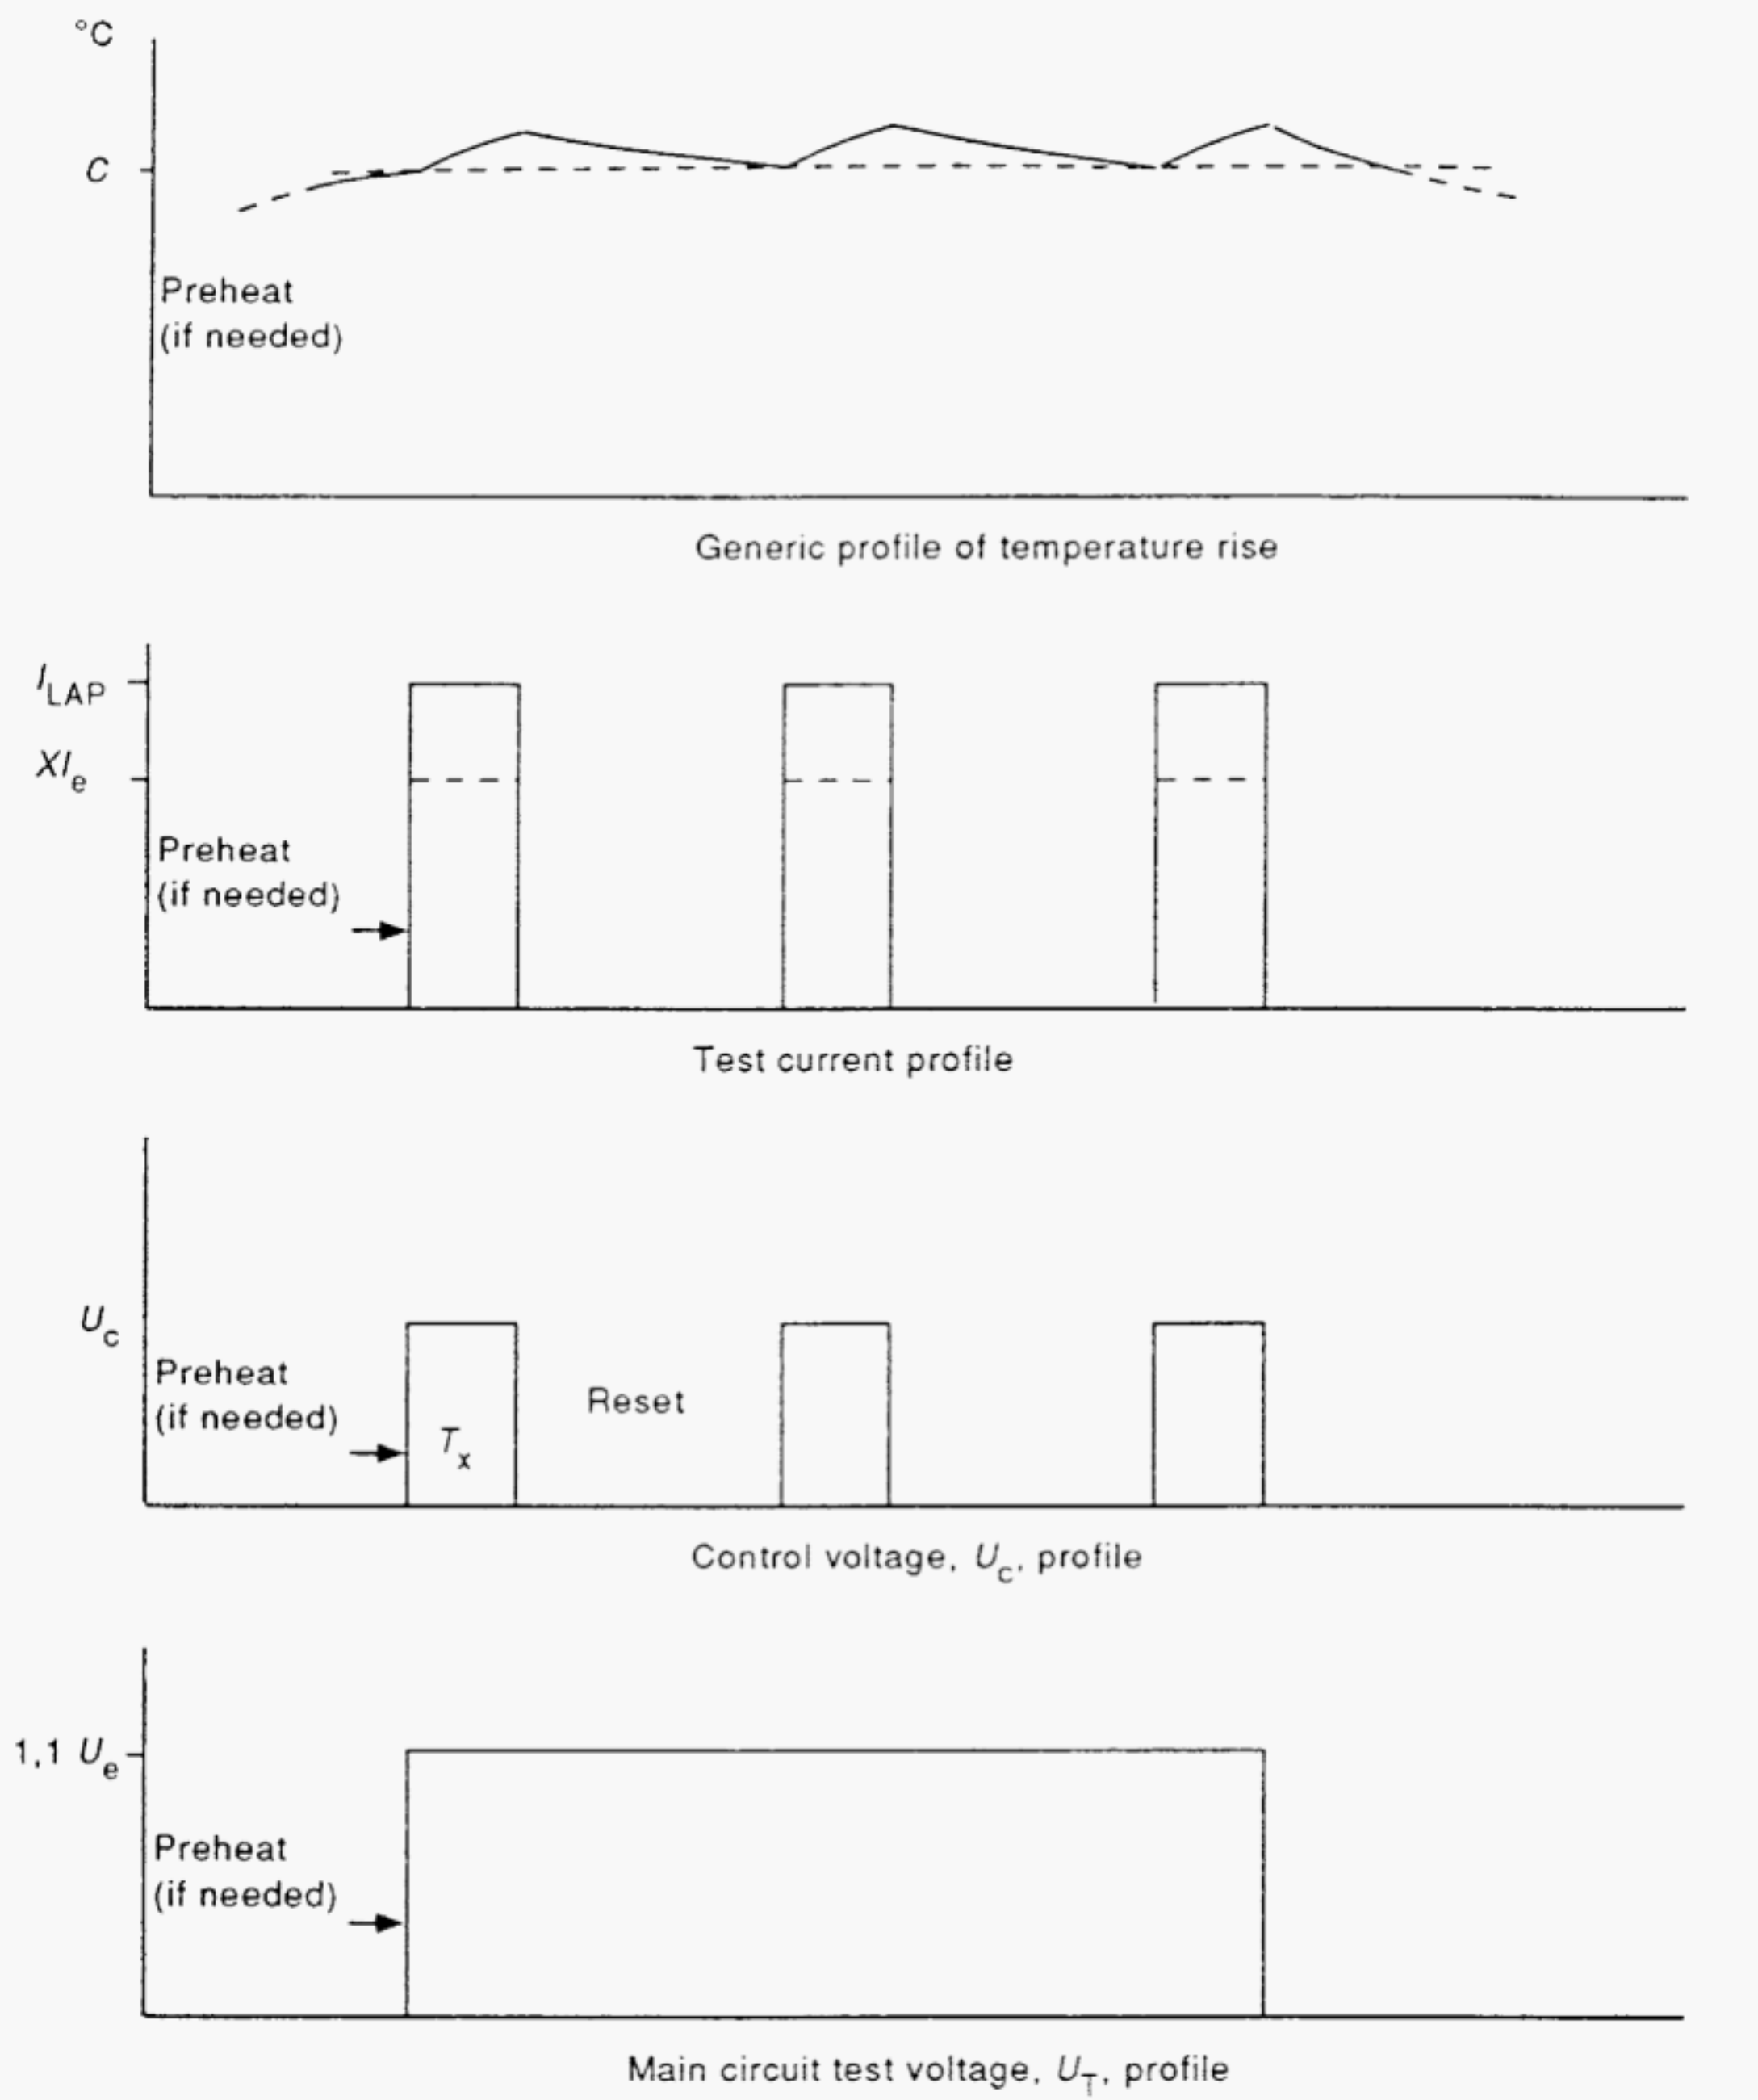 °C
C
Preheat
(if needed)
Generic profile of temperature rise
I_LAP
XI_e
Preheat
(if needed)
Test current profile
U_c
Preheat
(if needed)
Reset
T_x
Control voltage, U_c, profile
1,1 U_e
Preheat
(if needed)
Main circuit test voltage, U_T, profile